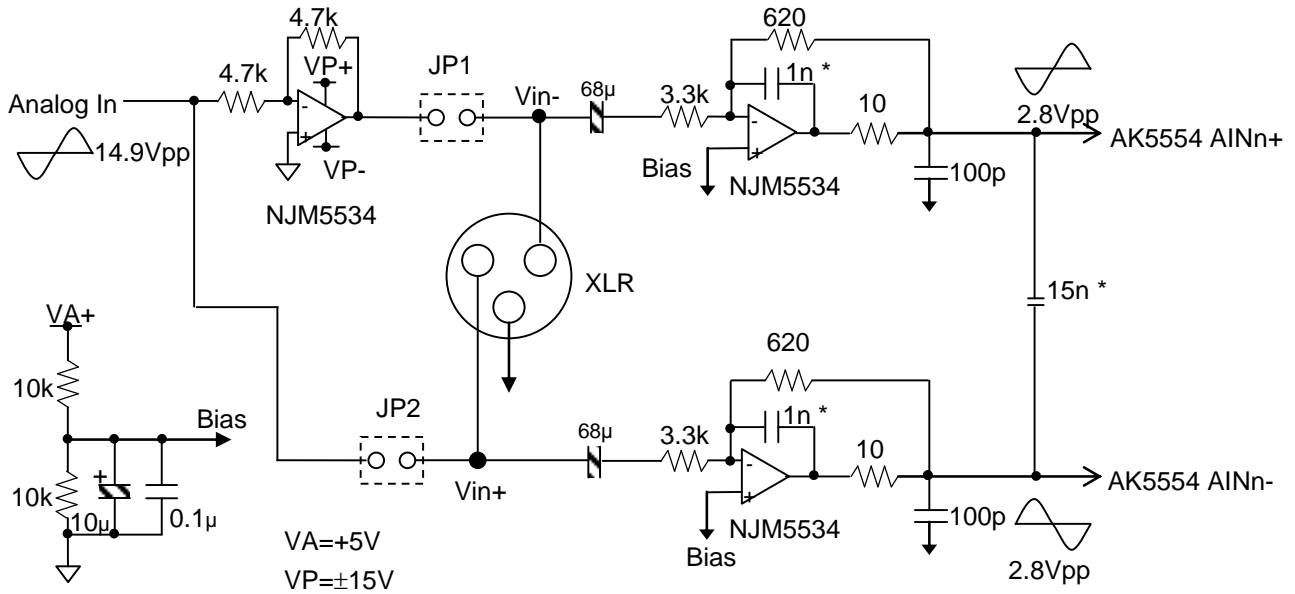 4.7k
VP+
4.7k
Analog In
14.9Vpp
VP-
NJM5534
JP1
Vin-
68µ
3.3k
620
1n *
10
Bias
NJM5534
100p
2.8Vpp
AK5554 AINn+
XLR
15n *
VA+
10k
Bias
10k
10µ
0.1µ
JP2
Vin+
68µ
3.3k
620
1n *
10
Bias
NJM5534
100p
AK5554 AINn-
2.8Vpp
VA=+5V
VP=±15V